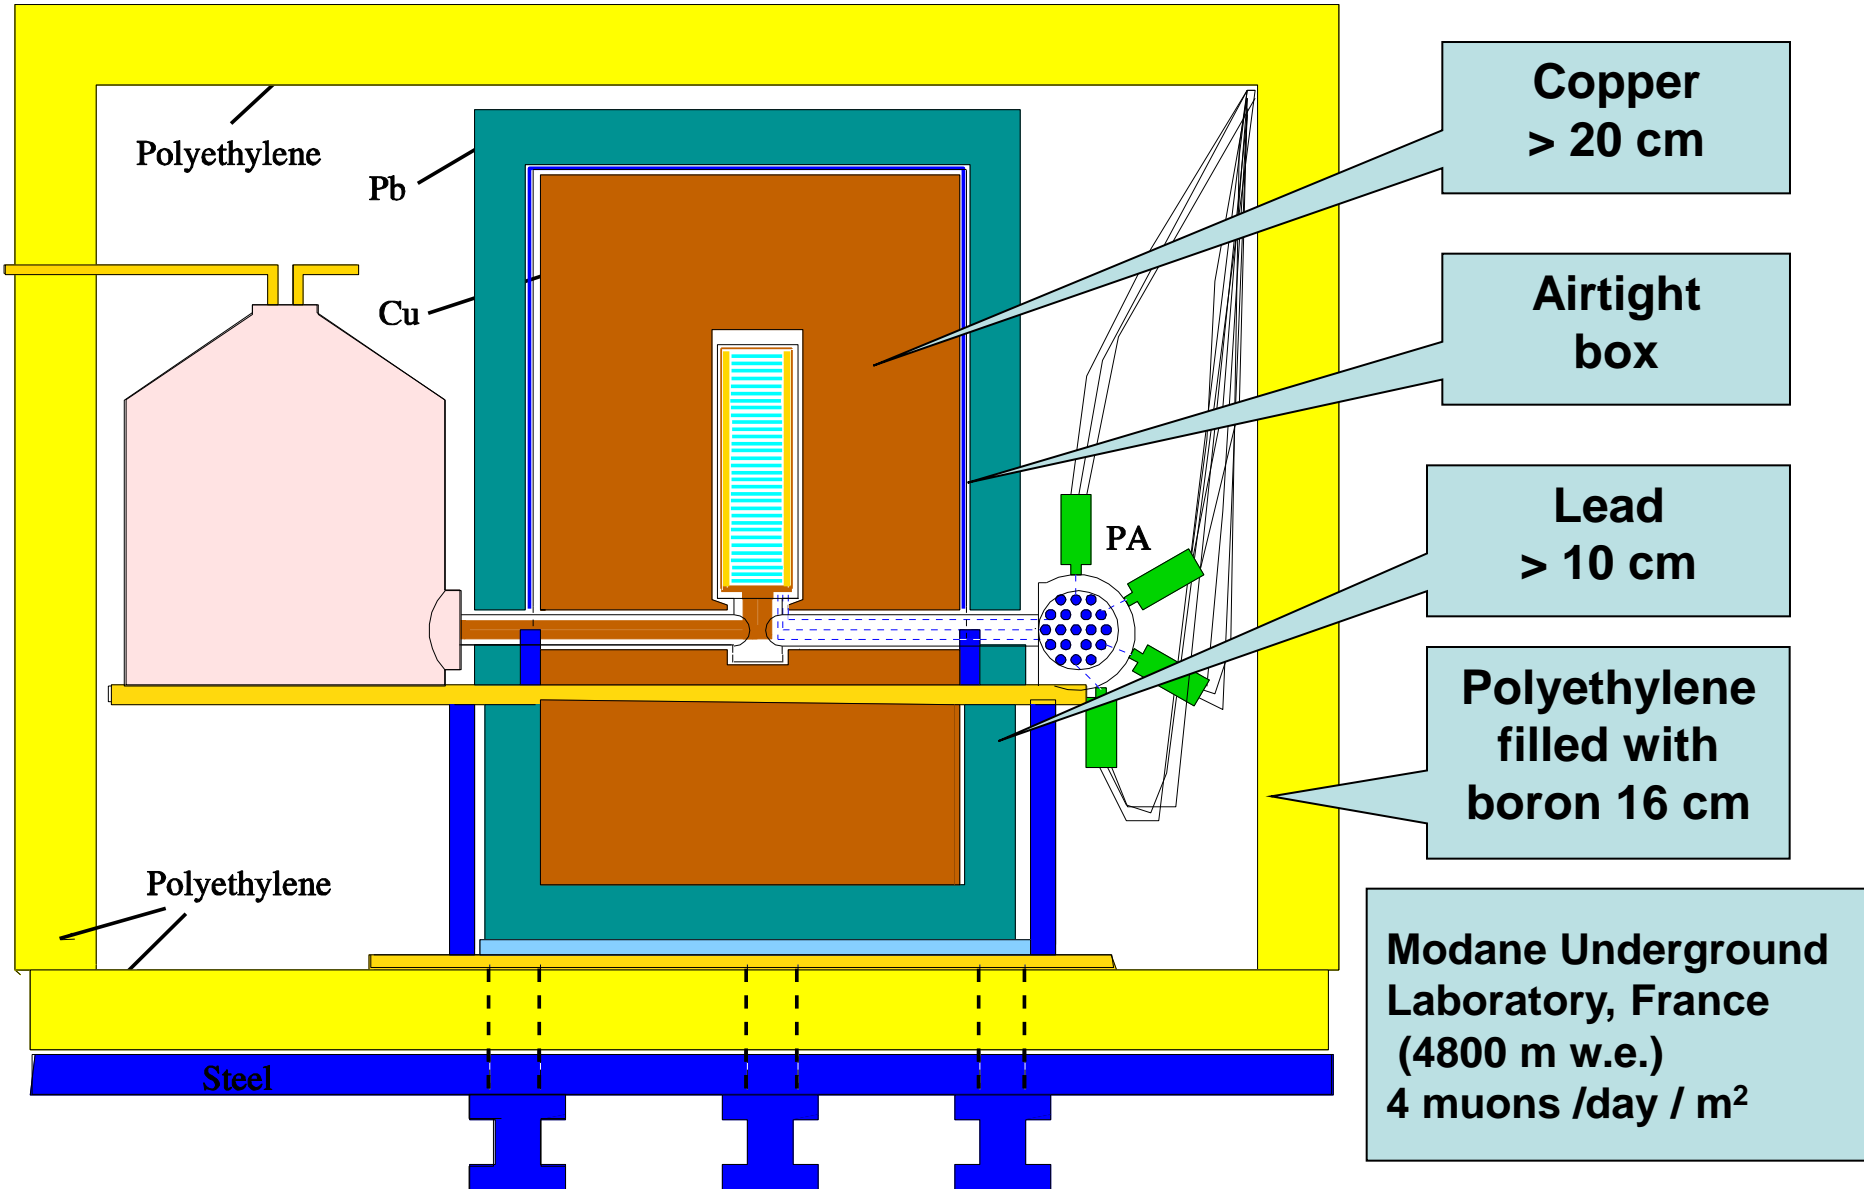 Polyethylene
Pb
Cu
PA
Polyethylene
Steel
Copper
> 20 cm
Airtight
box
Lead
> 10 cm
Polyethylene
filled with
boron 16 cm
Modane Underground
Laboratory, France
(4800 m w.e.)
4 muons /day / m²